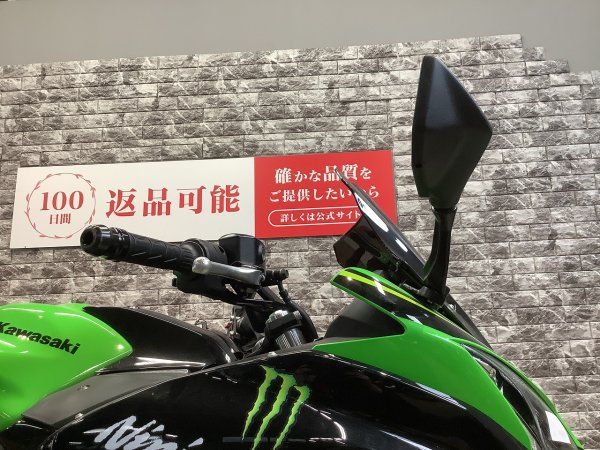 100
日間
返品可能
確かな品質を
ご提供したいから
詳しくは公式サイト
Kawasaki
Ninj